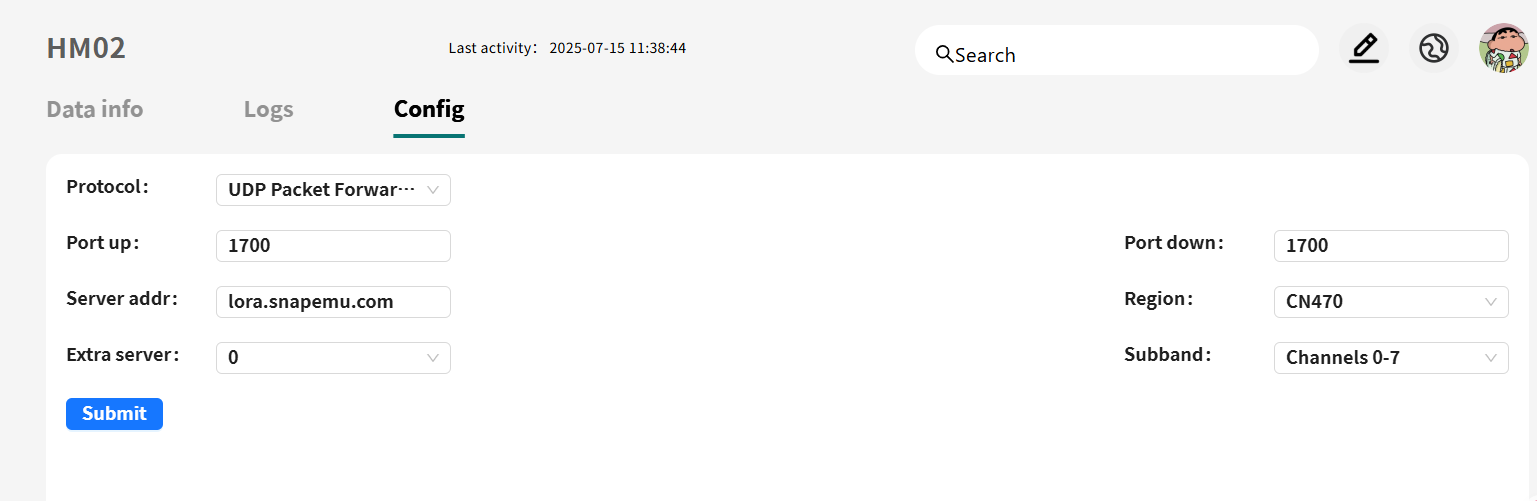 HM02
Last activity： 2025-07-15 11:38:44
Search
Data info
Logs
Config
Protocol：
UDP Packet Forwar···
Port up：
1700
Port down：
1700
Server addr：
lora.snapemu.com
Region：
CN470
Extra server：
0
Subband：
Channels 0-7
Submit